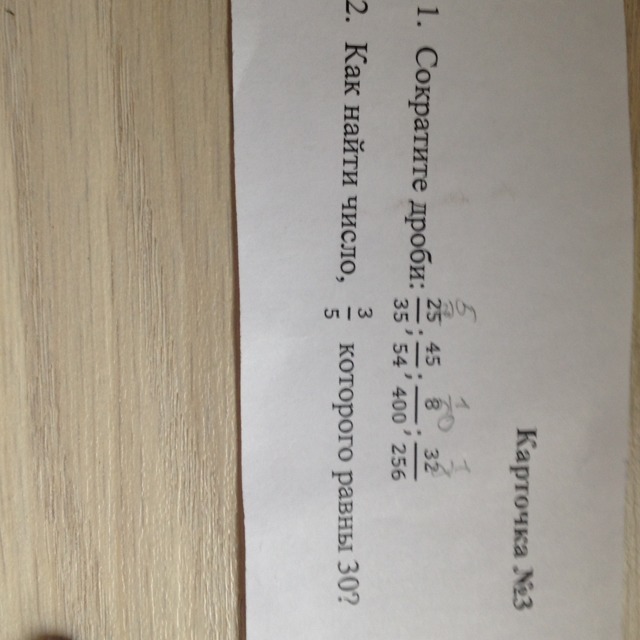 Карточка №3
1. Сократите дроби: 25/35; 45/54; 8/400; 32/256
2. Как найти число, 3/5 которого равны 30?